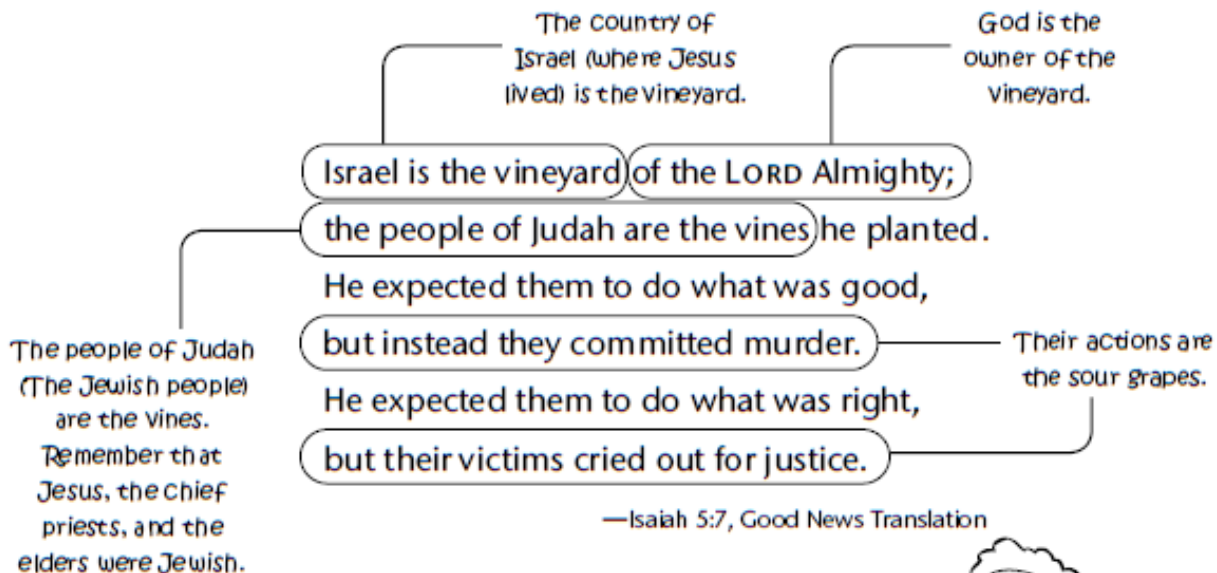 The country of
Israel (where Jesus
lived) is the vineyard.
God is the
owner of the
vineyard.
Israel is the vineyard of the LORD Almighty;
the people of Judah are the vines he planted.
He expected them to do what was good,
but instead they committed murder.
He expected them to do what was right,
but their victims cried out for justice.
—Isaiah 5:7, Good News Translation
The people of Judah
(The Jewish people)
are the vines.
Remember that
Jesus, the chief
priests, and the
elders were Jewish.
Their actions are
the sour grapes.